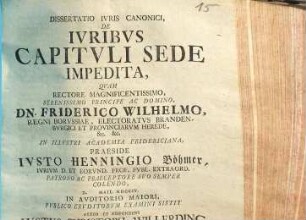 15
DISSERTATIO IVRIS CANONICI,
DE
IVRIBVS
CAPITVLI SEDE
IMPEDITA,
QVAM
RECTORE MAGNIFICENTISSIMO,
SERENISSIMO PRINCIPE AC DOMINO,
DN. FRIDERICO WILHELMO,
REGNI BORVSSIAE, ELECTORATVS BRANDEN-
BVRGICI ET PROVINCIARVM HEREDE,
&c. &c.
IN ILLVSTRI ACADEMIA FRIDERICIANA,
PRAESIDE
IVSTO HENNINGIO Böhmer,
IVRIVM D. ET EORVND. PROF. PVBL. EXTRAORD.
PATRONO AC PRAECEPTORE SVO SEMPER
COLENDO,
IN AVDITORIO MAIORI,
PVBLICO ERVDITORVM EXAMINI SISTIT